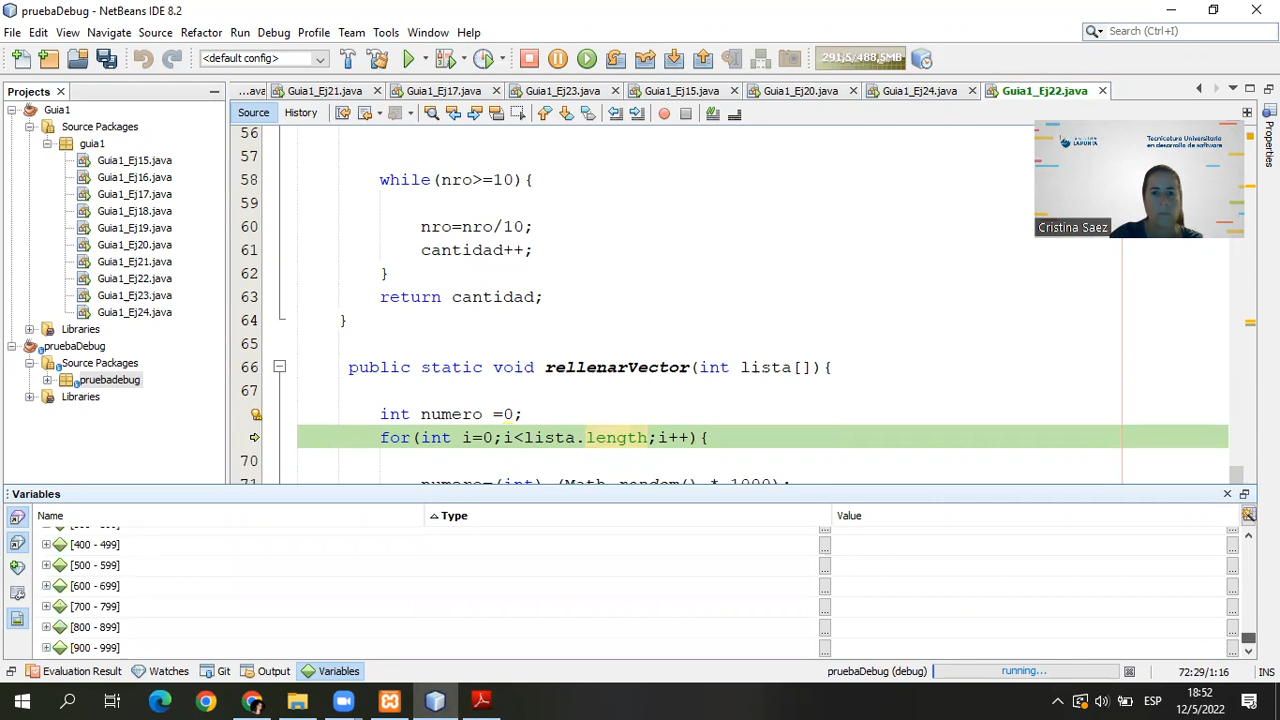 pruebaDebug - NetBeans IDE 8.2
File Edit View Navigate Source Refactor Run Debug Profile Team Tools Window Help
Search (Ctrl+I)
<default config>
291,5/488,5MB
Projects
...ava Guia1_Ej21.java Guia1_Ej17.java Guia1_Ej23.java Guia1_Ej15.java Guia1_Ej20.java Guia1_Ej24.java Guia1_Ej22.java
Source History
Properties
Guia1
Source Packages
guia1
Guia1_Ej15.java
Guia1_Ej16.java
Guia1_Ej17.java
Guia1_Ej18.java
Guia1_Ej19.java
Guia1_Ej20.java
Guia1_Ej21.java
Guia1_Ej22.java
Guia1_Ej23.java
Guia1_Ej24.java
Libraries
pruebaDebug
Source Packages
pruebadebug
Libraries
56
57
58 while(nro>=10){
59
60 nro=nro/10;
61 cantidad++;
62 }
63 return cantidad;
64 }
65
66 public static void rellenarVector(int lista[]){
67
int numero =0;
for(int i=0;i<lista.length;i++){
70
71 numero=(int) (Math.random() * 1000);
LA PUNTA
Tecnicatura Universitaria
en desarrollo de software
Cristina Saez
Variables
Name Type Value
[400 - 499]
[500 - 599]
[600 - 699]
[700 - 799]
[800 - 899]
[900 - 999]
Evaluation Result Watches Git Output Variables
pruebaDebug (debug) running... 72:29/1:16 INS
ESP
18:52
12/5/2022